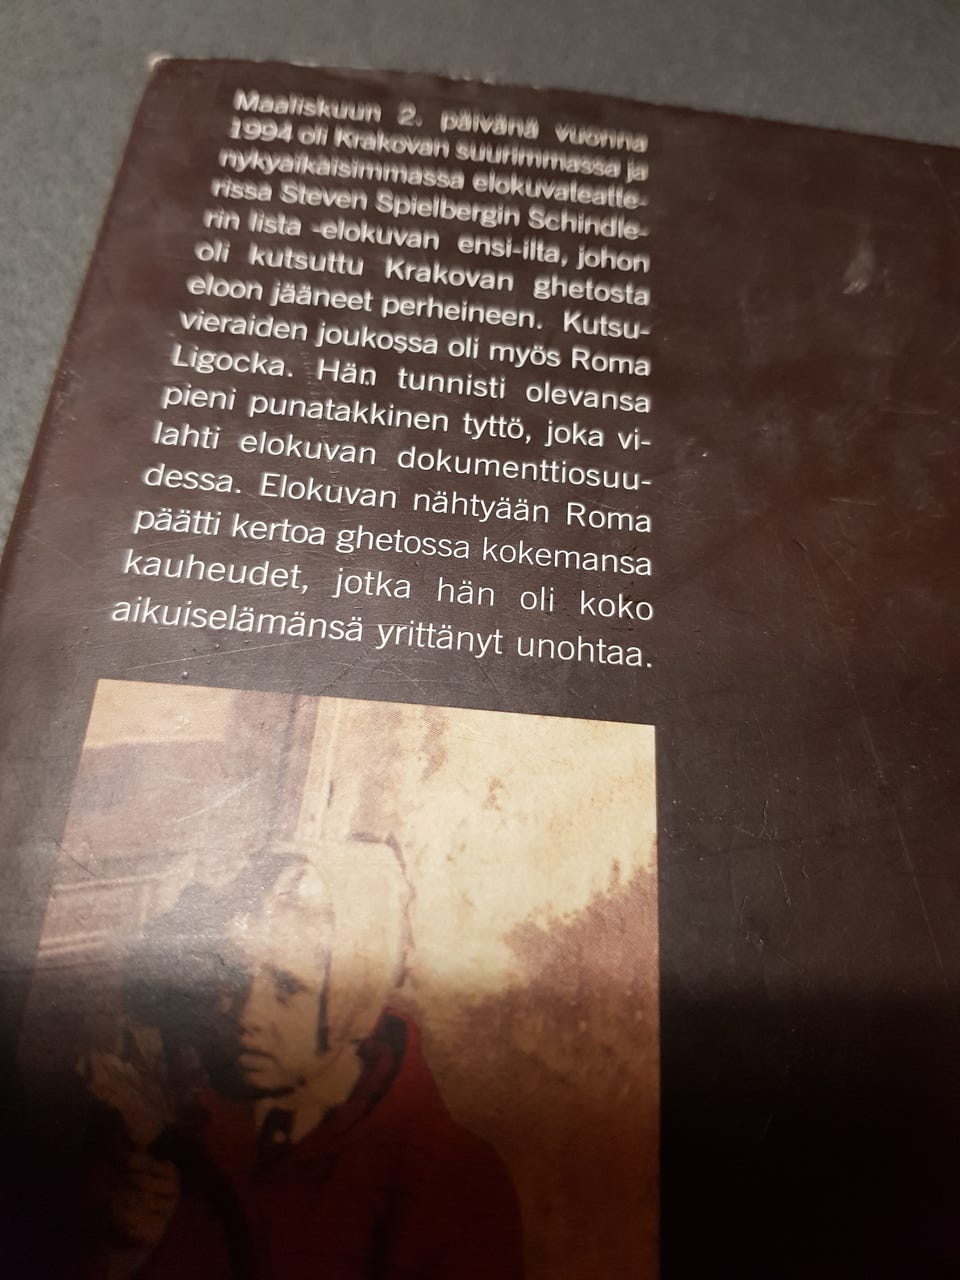 Maaliskuun 2. päivänä vuonna
1994 oli Krakovan suurimmassa ja
nykyaikaisimmassa elokuvateatte-
rissa Steven Spielbergin Schindle-
rin lista -elokuvan ensi-ilta, johon
oli kutsuttu Krakovan ghetosta
eloon jääneet perheineen. Kutsu-
vieraiden joukossa oli myös Roma
Ligocka. Hän tunnisti olevansa
pieni punatakkinen tyttö, joka vi-
lahti elokuvan dokumenttiosuu-
dessa. Elokuvan nähtyään Roma
päätti kertoa ghetossa kokemansa
kauheudet, jotka hän oli koko
aikuiselämänsä yrittänyt unohtaa.